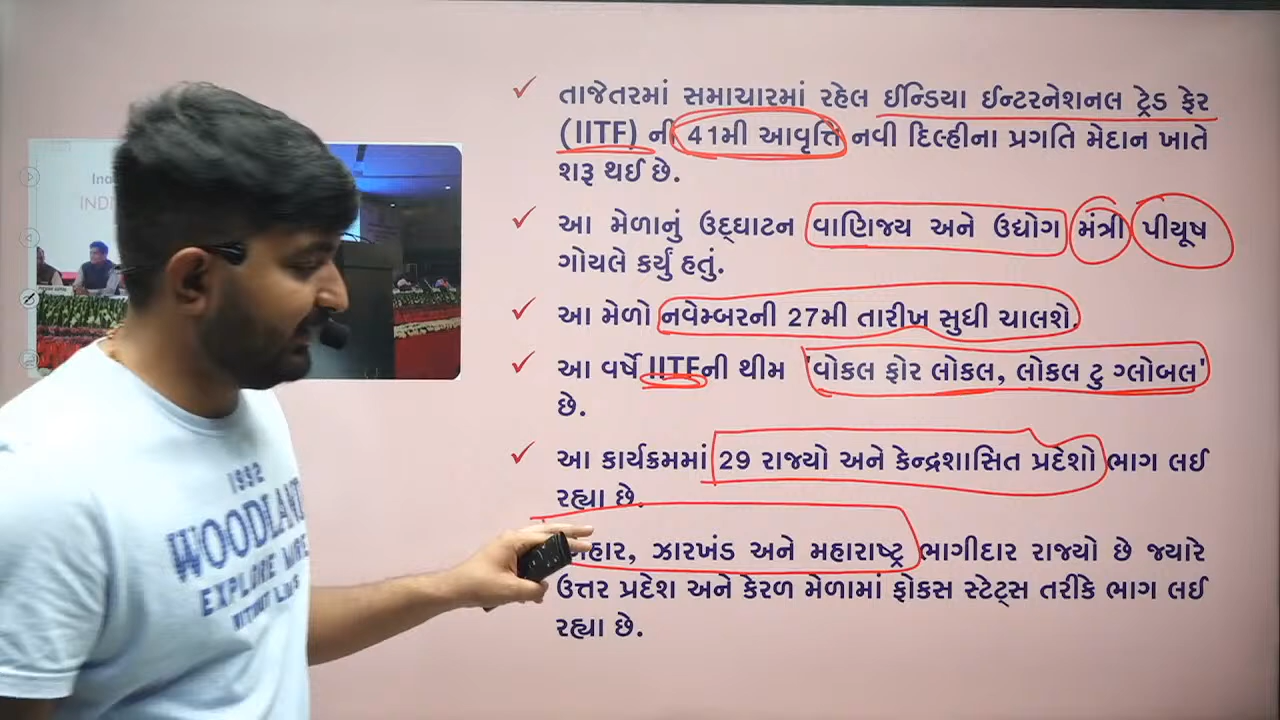 તાજેતરમાં સમાચારમાં રહેલ ઈન્ડિયા ઈન્ટરનેશનલ ટ્રેડ ફેર
(IITF) ની 41મી આવૃત્તિ નવી દિલ્હીના પ્રગતિ મેદાન ખાતે
શરૂ થઈ છે.
આ મેળાનું ઉદ્‌ઘાટન વાણિજ્ય અને ઉદ્યોગ મંત્રી પીયૂષ
ગોયલે કર્યું હતું.
આ મેળો નવેમ્બરની 27મી તારીખ સુધી ચાલશે.
આ વર્ષે IITFની થીમ 'વોકલ ફોર લોકલ, લોકલ ટુ ગ્લોબલ'
છે.
આ કાર્યક્રમમાં 29 રાજ્યો અને કેન્દ્રશાસિત પ્રદેશો ભાગ લઈ
રહ્યા છે.
ઝારખંડ અને મહારાષ્ટ્ર ભાગીદાર રાજ્યો છે જ્યારે
ઉત્તર પ્રદેશ અને કેરળ મેળામાં ફોકસ સ્ટેટ્સ તરીકે ભાગ લઈ
રહ્યા છે.
1992
WOODLAN
EXPLORE